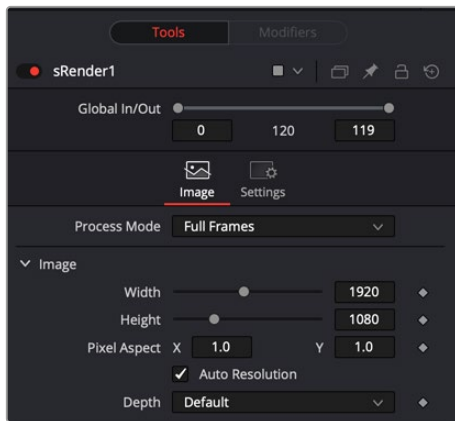 Tools Modifiers
sRender1
Global In/Out
0 120 119
Image Settings
Process Mode Full Frames
Image
Width 1920
Height 1080
Pixel Aspect X 1.0 Y 1.0
Auto Resolution
Depth Default